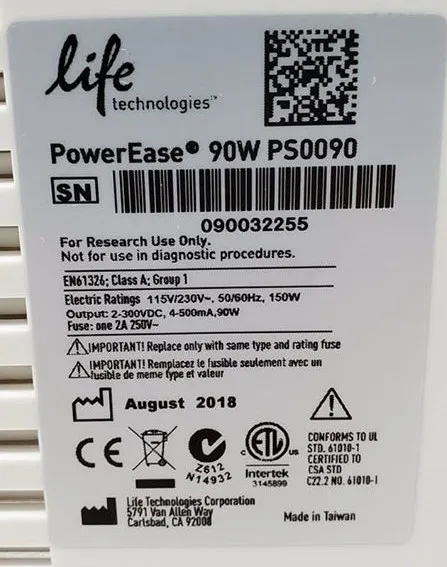 life
technologies™
PowerEase® 90W PS0090
SN
090032255
For Research Use Only.
Not for use in diagnostic procedures.
EN61326; Class A; Group 1
Electric Ratings 115V/230V~, 50/60Hz, 150W
Output: 2-300VDC, 4-500mA,90W
Fuse: one 2A 250V~
IMPORTANT! Replace only with same type and rating fuse
IMPORTANT! Remplacez le fusible seulement avec un
fusible de meme type et valeur
August 2018
CE
Z612
N14932
C ETL US
Intertek
3145899
CONFORMS TO UL
STD. 61010-1
CERTIFIED TO
CSA STD
C22.2 NO. 61010-1
Life Technologies Corporation
5791 Van Allen Way
Carlsbad, CA 92008
Made in Taiwan